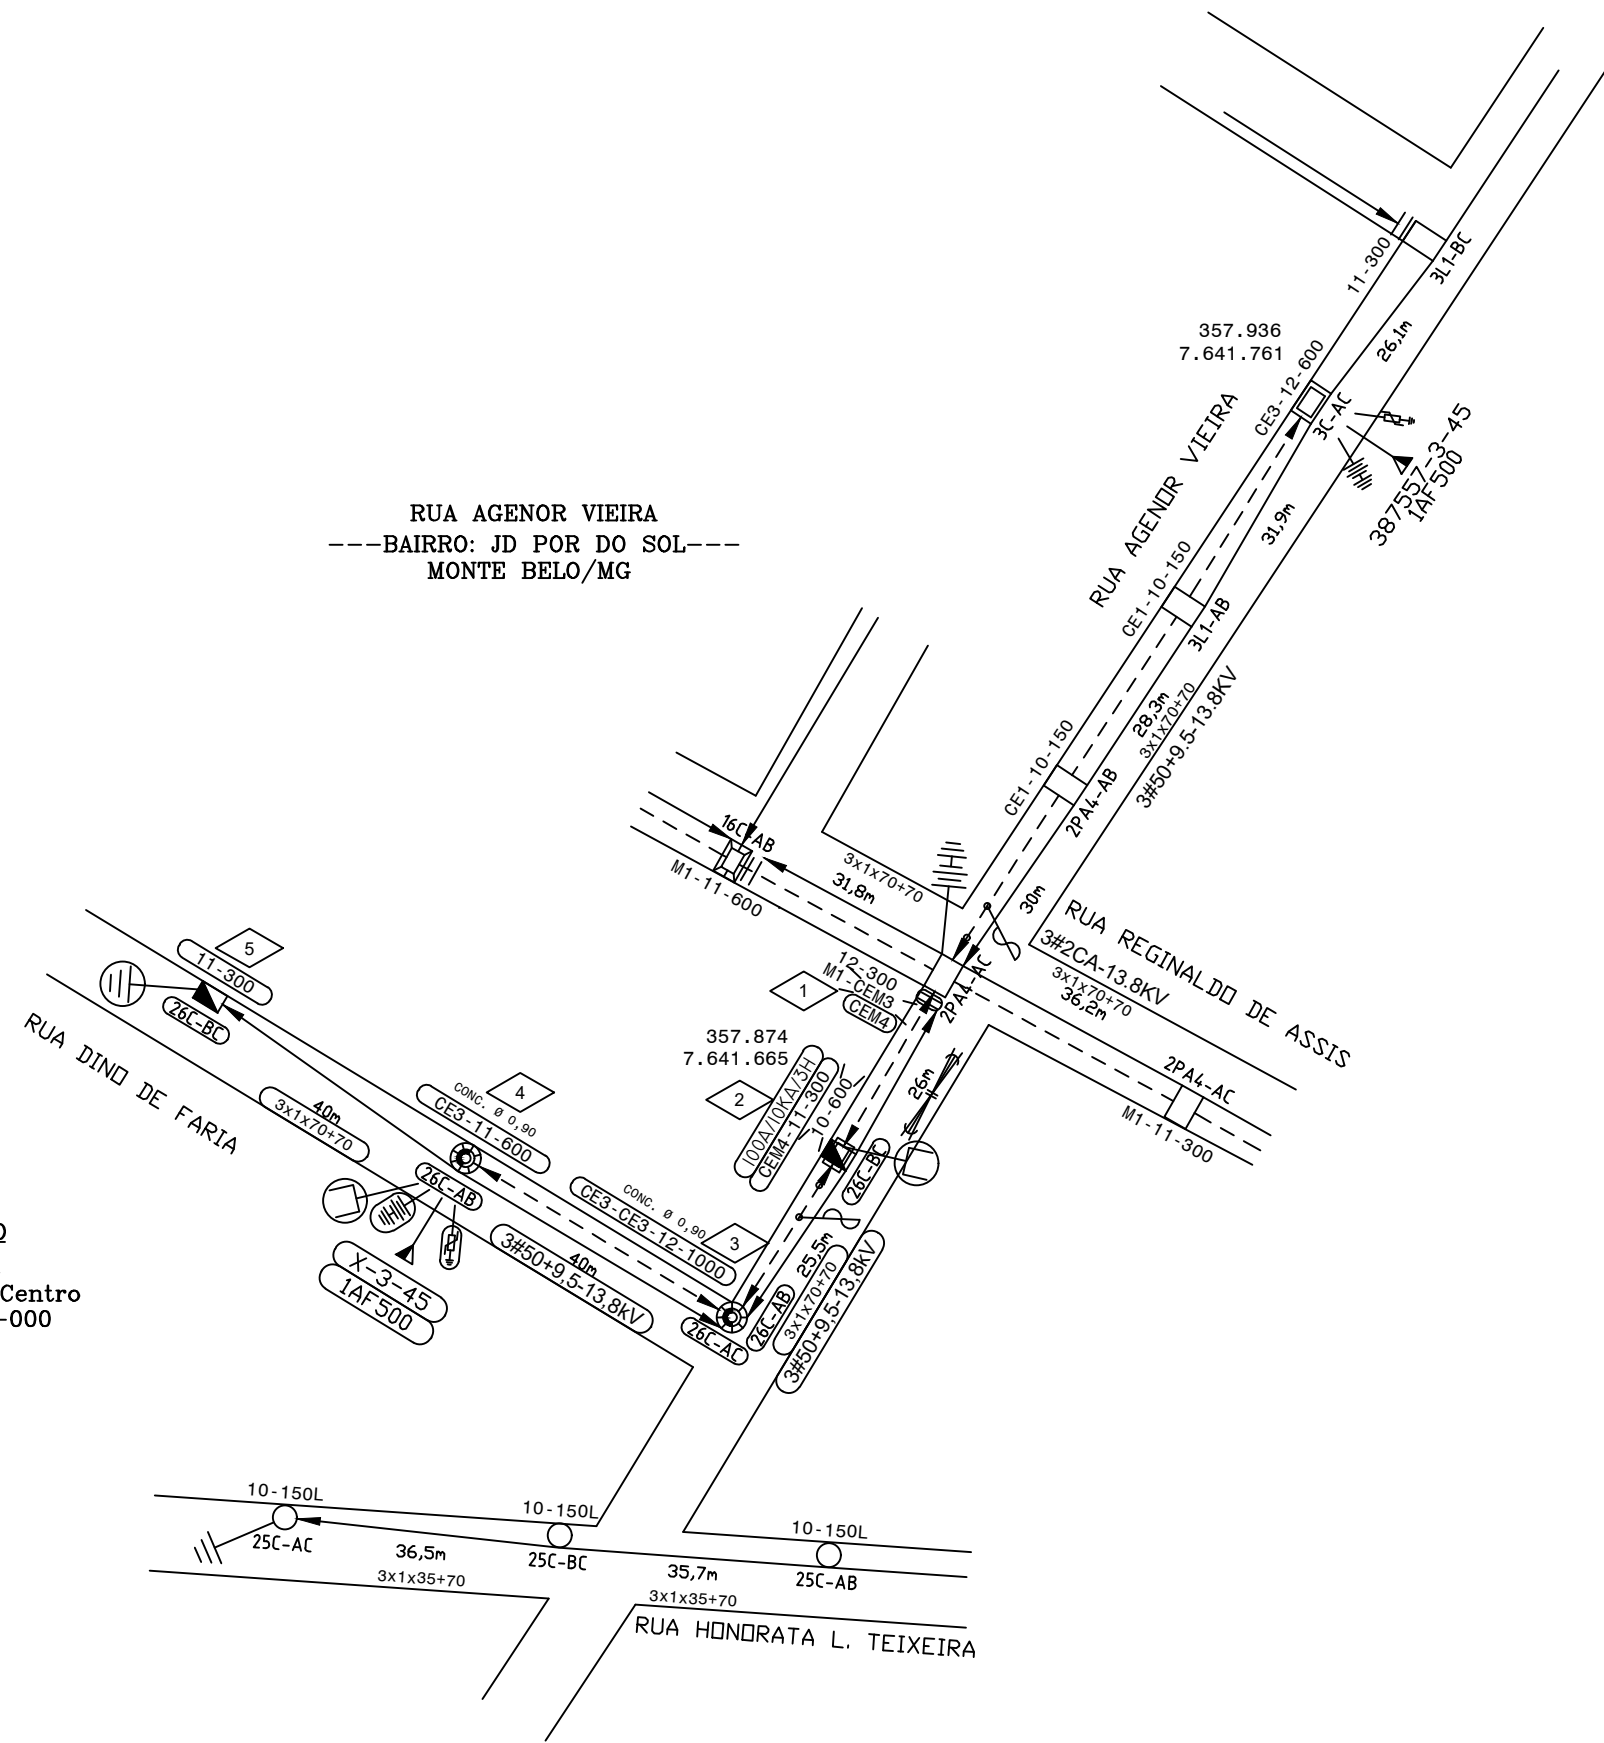 11-300
3L1-BC
26,1m
357.936
7.641.761
CE3-12-600
3C-AC
387557-3-45
1AF500
RUA AGENOR VIEIRA
31,9m
RUA AGENOR VIEIRA
---BAIRRO: JD POR DO SOL---
MONTE BELO/MG
CE1-10-150
3L1-AB
28,3m
3x1x70+70
3#50+9.5-13.8KV
CE1-10-150
2PA4-AB
16C-AB
M1-11-600
3x1x70+70
31,8m
30m
RUA REGINALDO DE ASSIS
3#2CA-13.8KV
3x1x70+70
36,2m
2PA4-AC
M1-11-300
12-300
M1-CEM3
CEM4
2PA4-AC
1
357.874
7.641.665
2
100A/10KA/3H
CEM4-11-300
10-600
26m
26C-BC
5
11-300
26C-BC
RUA DINO DE FARIA
40m
3x1x70+70
4
CONC. Ø 0,90
CE3-11-600
26C-AB
CONC. Ø 0,90
CE3-CE3-12-1000
3
X-3-45
1AF500
40m
3#50+9,5-13,8kV
26C-AC
26C-AB
25,5m
3x1x70+70
3#50+9,5-13,8kV
Centro
-000
10-150L
25C-AC
36,5m
3x1x35+70
10-150L
25C-BC
35,7m
3x1x35+70
10-150L
25C-AB
RUA HONORATA L. TEIXEIRA